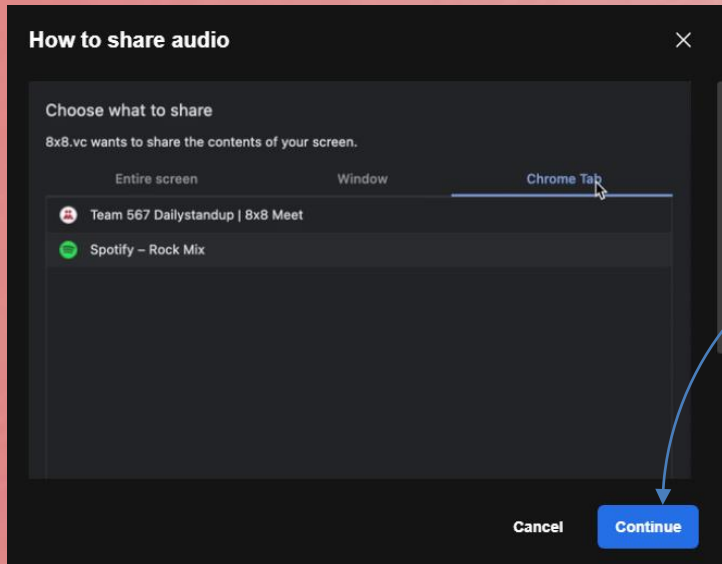 How to share audio
Choose what to share
8x8.vc wants to share the contents of your screen.
Entire screen Window Chrome Tab
Team 567 Dailystandup | 8x8 Meet
Spotify – Rock Mix
Cancel Continue